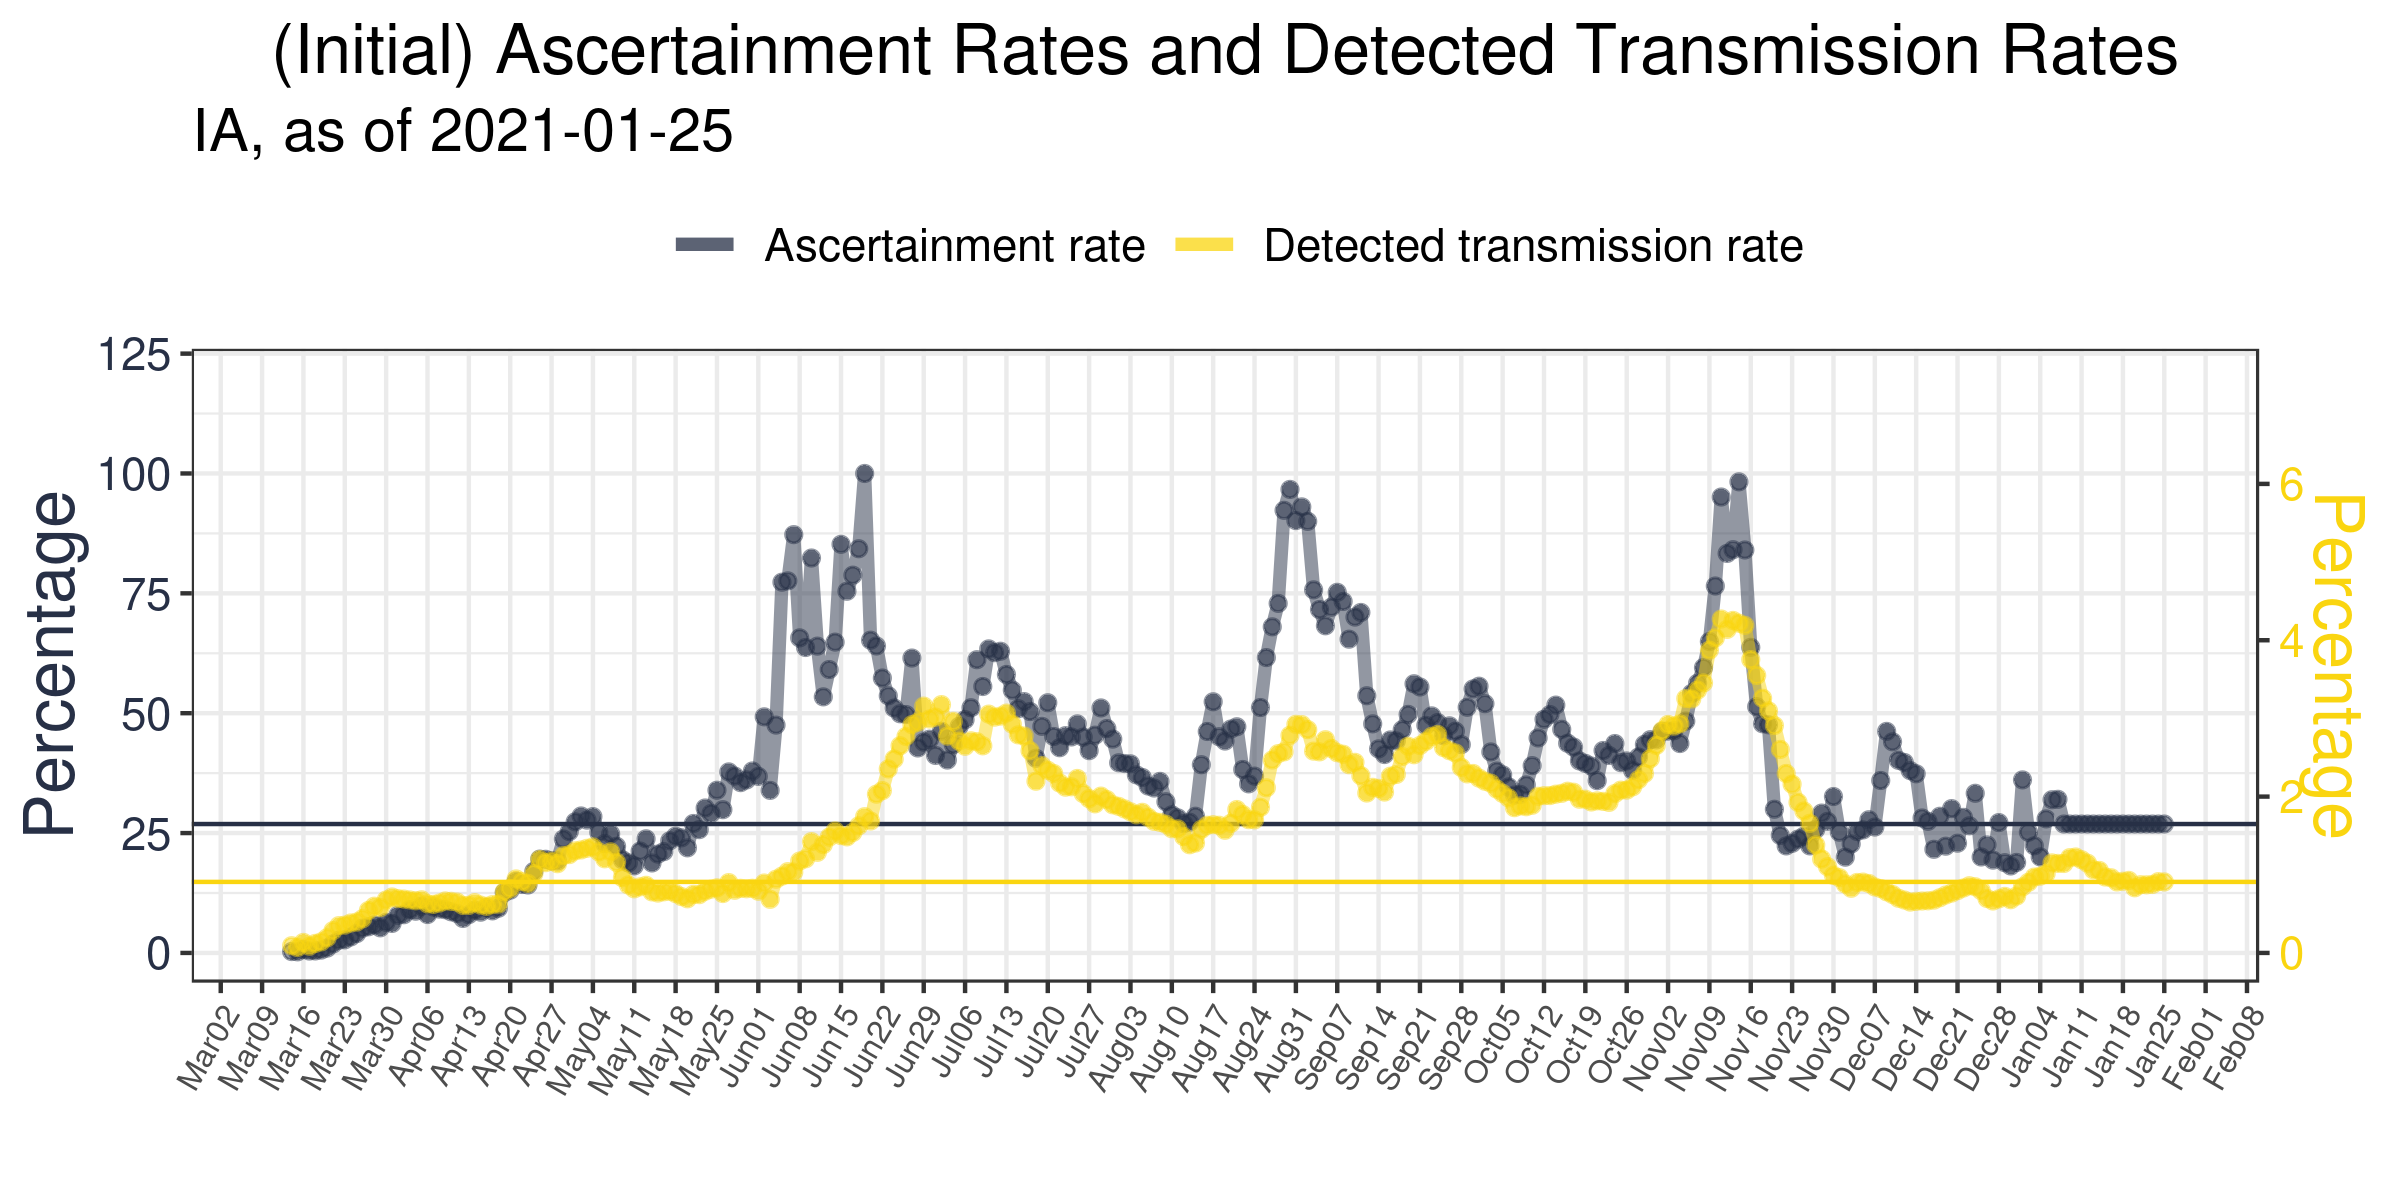 (Initial) Ascertainment Rates and Detected Transmission Rates
IA, as of 2021-01-25
Ascertainment rate
Detected transmission rate
Percentage
125
100
75
50
25
0
6
4
2
0
Percentage
Mar02
Mar09
Mar16
Mar23
Mar30
Apr06
Apr13
Apr20
Apr27
May04
May11
May18
May25
Jun01
Jun08
Jun15
Jun22
Jun29
Jul06
Jul13
Jul20
Jul27
Aug03
Aug10
Aug17
Aug24
Aug31
Sep07
Sep14
Sep21
Sep28
Oct05
Oct12
Oct19
Oct26
Nov02
Nov09
Nov16
Nov23
Nov30
Dec07
Dec14
Dec21
Dec28
Jan04
Jan11
Jan18
Jan25
Feb01
Feb08